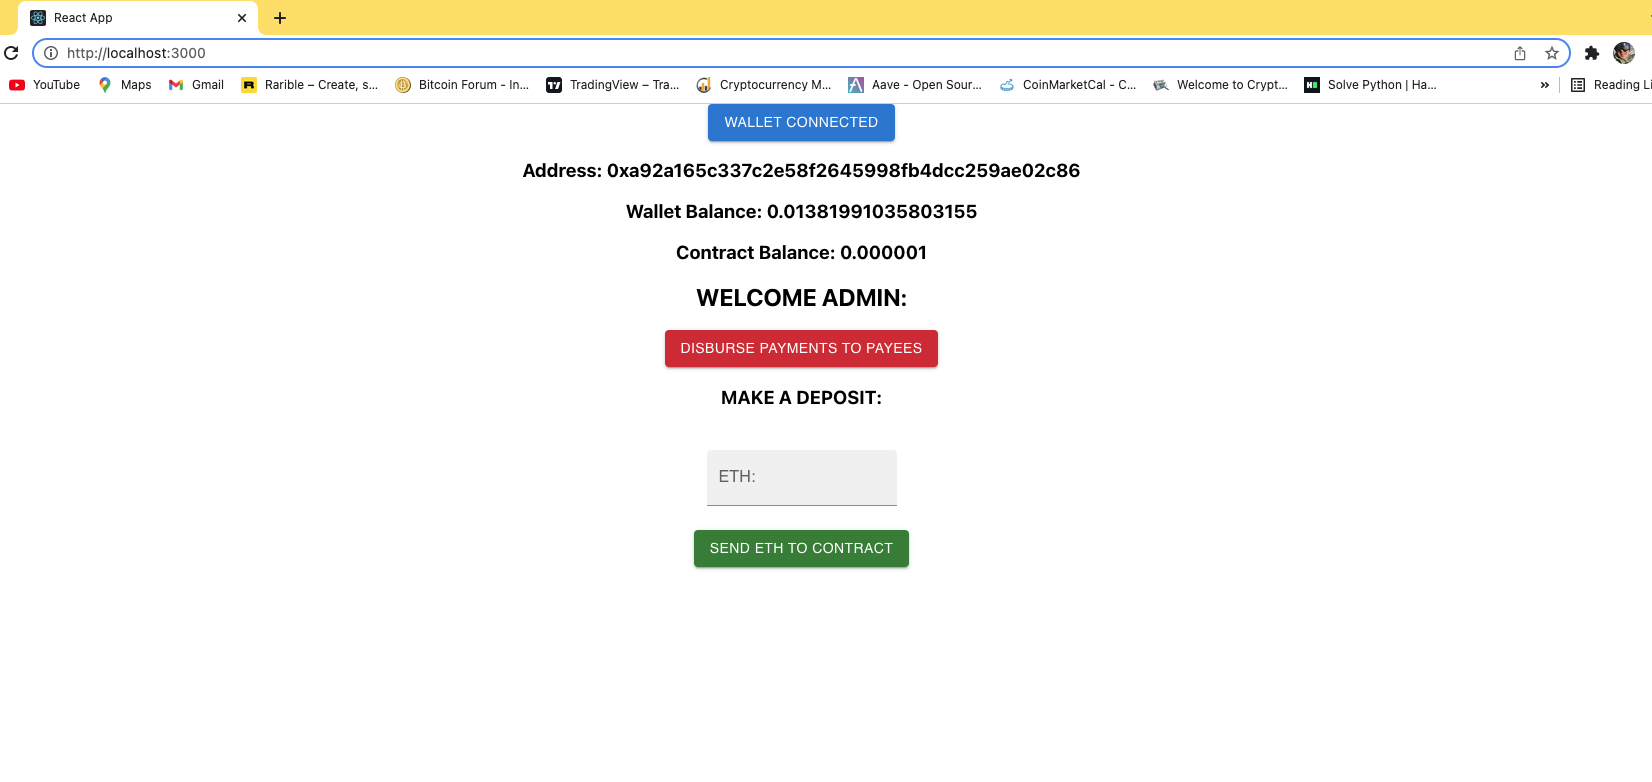 React App
http://localhost:3000
YouTube Maps Gmail Rarible – Create, s... Bitcoin Forum - In... TradingView – Tra... Cryptocurrency M... Aave - Open Sour... CoinMarketCal - C... Welcome to Crypt... Solve Python | Ha... » Reading Li
WALLET CONNECTED
Address: 0xa92a165c337c2e58f2645998fb4dcc259ae02c86
Wallet Balance: 0.01381991035803155
Contract Balance: 0.000001
WELCOME ADMIN:
DISBURSE PAYMENTS TO PAYEES
MAKE A DEPOSIT:
ETH:
SEND ETH TO CONTRACT